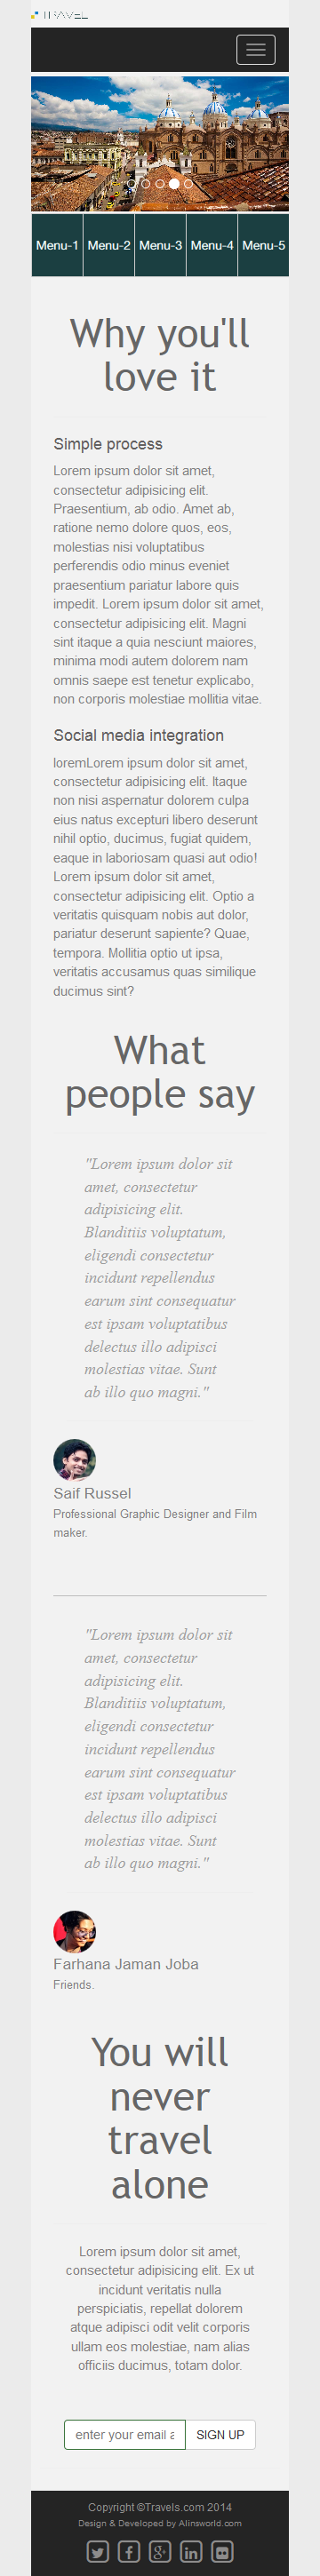 TRAVEL
Menu-1 Menu-2 Menu-3 Menu-4 Menu-5
Why you'll
love it
Simple process
Lorem ipsum dolor sit amet,
consectetur adipisicing elit.
Praesentium, ab odio. Amet ab,
ratione nemo dolore quos, eos,
molestias nisi voluptatibus
perferendis odio minus eveniet
praesentium pariatur labore quis
impedit. Lorem ipsum dolor sit amet,
consectetur adipisicing elit. Magni
sint itaque a quia nesciunt maiores,
minima modi autem dolorem nam
omnis saepe est tenetur explicabo,
non corporis molestiae mollitia vitae.
Social media integration
loremLorem ipsum dolor sit amet,
consectetur adipisicing elit. Itaque
non nisi aspernatur dolorem culpa
eius natus excepturi libero deserunt
nihil optio, ducimus, fugiat quidem,
eaque in laboriosam quasi aut odio!
Lorem ipsum dolor sit amet,
consectetur adipisicing elit. Optio a
veritatis quisquam nobis aut dolor,
pariatur deserunt sapiente? Quae,
tempora. Mollitia optio ut ipsa,
veritatis accusamus quas similique
ducimus sint?
What
people say
"Lorem ipsum dolor sit
amet, consectetur
adipisicing elit.
Blanditiis voluptatum,
eligendi consectetur
incidunt repellendus
earum sint consequatur
est ipsam voluptatibus
delectus illo adipisci
molestias vitae. Sunt
ab illo quo magni."
Saif Russel
Professional Graphic Designer and Film
maker.
"Lorem ipsum dolor sit
amet, consectetur
adipisicing elit.
Blanditiis voluptatum,
eligendi consectetur
incidunt repellendus
earum sint consequatur
est ipsam voluptatibus
delectus illo adipisci
molestias vitae. Sunt
ab illo quo magni."
Farhana Jaman Joba
Friends.
You will
never
travel
alone
Lorem ipsum dolor sit amet,
consectetur adipisicing elit. Ex ut
incidunt veritatis nulla
perspiciatis, repellat dolorem
atque adipisci odit velit corporis
ullam eos molestiae, nam alias
officiis ducimus, totam dolor.
enter your email a SIGN UP
Copyright ©Travels.com 2014
Design & Developed by Alinsworld.com